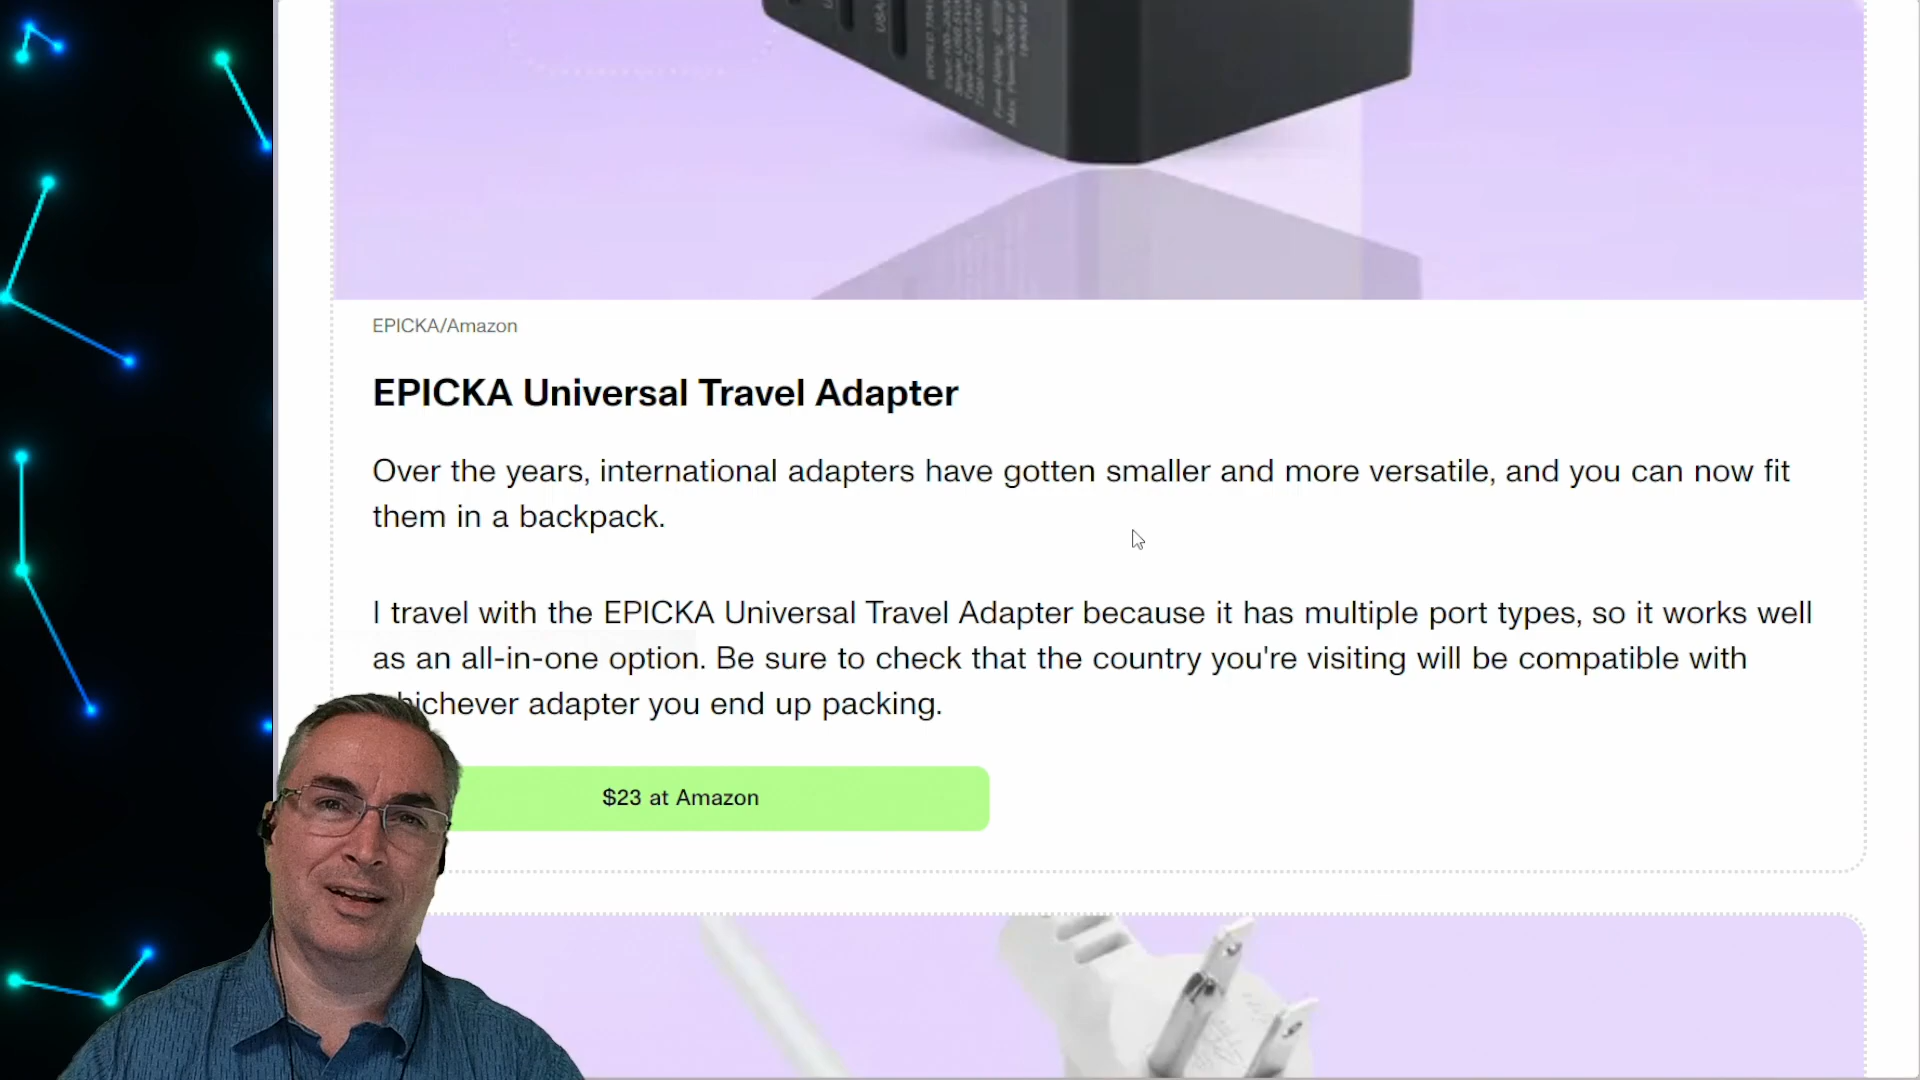 EPICKA/Amazon
EPICKA Universal Travel Adapter
Over the years, international adapters have gotten smaller and more versatile, and you can now fit
them in a backpack.
I travel with the EPICKA Universal Travel Adapter because it has multiple port types, so it works well
as an all-in-one option. Be sure to check that the country you're visiting will be compatible with
hichever adapter you end up packing.
$23 at Amazon